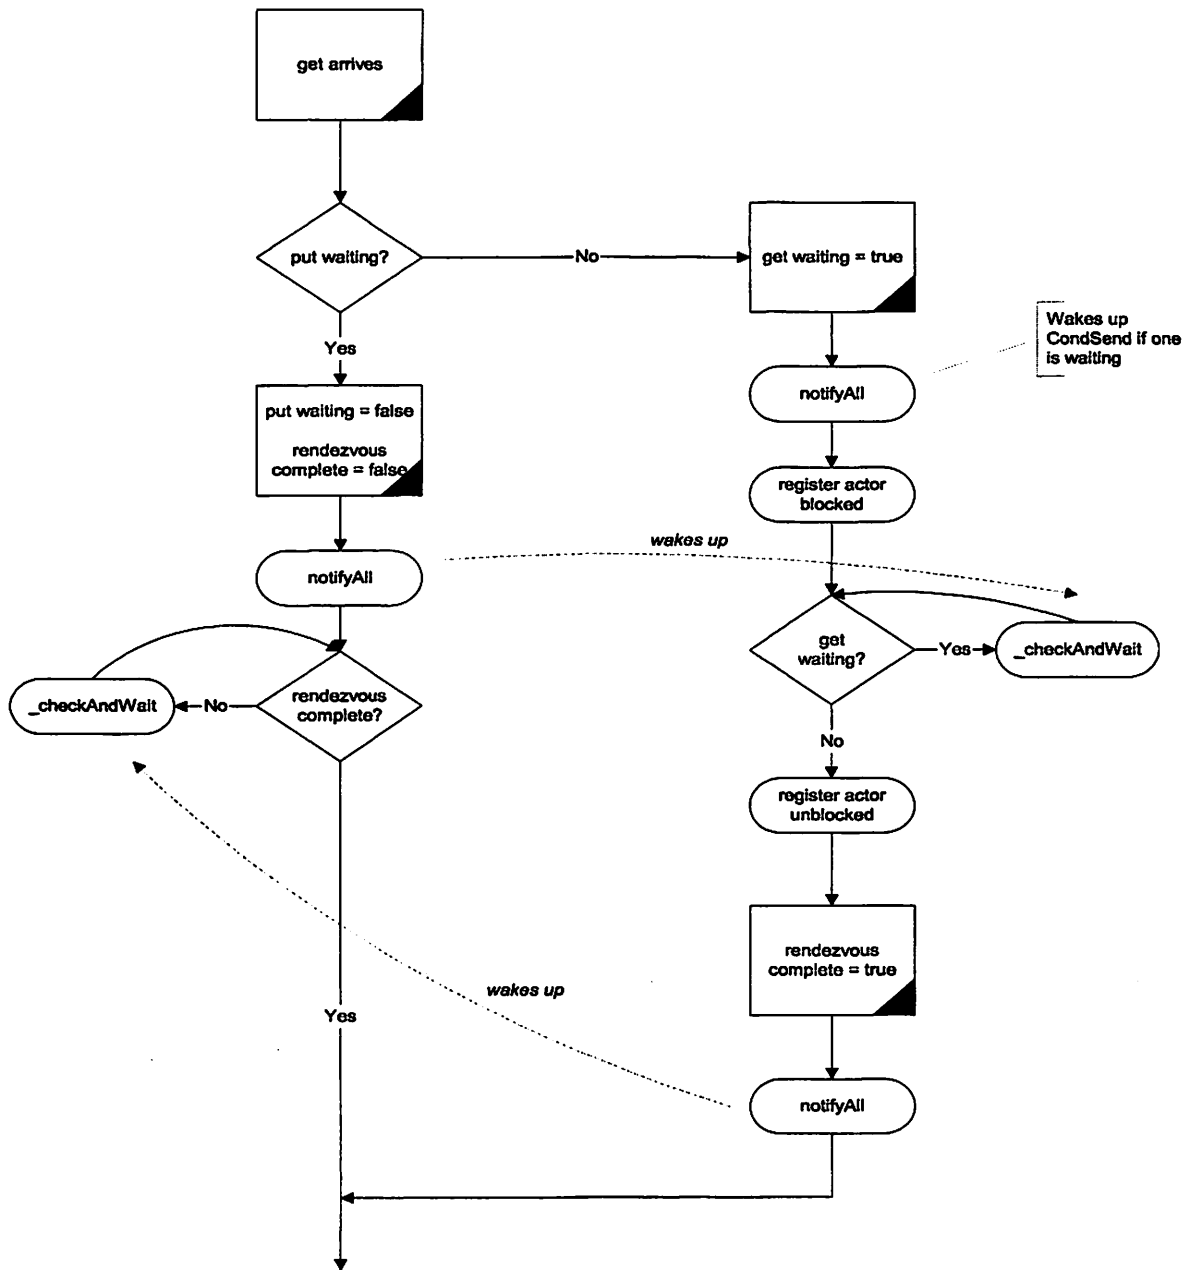 get arrives
put waiting?
No
get waiting = true
Wakes up
CondSend if one
is waiting
Yes
notifyAll
put waiting = false
rendezvous
complete = false
register actor
blocked
wakes up
notifyAll
get
waiting?
Yes
_checkAndWait
rendezvous
complete?
No
_checkAndWait
No
register actor
unblocked
rendezvous
complete = true
wakes up
Yes
notifyAll